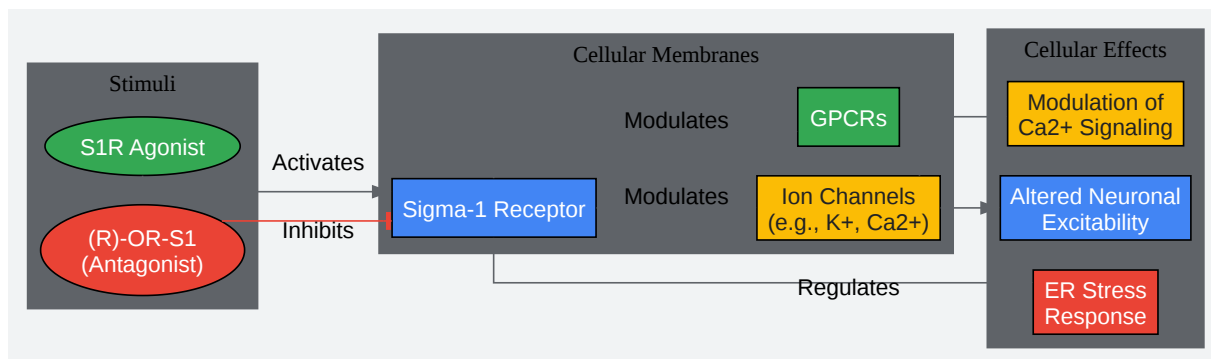 Stimuli
S1R Agonist
(R)-OR-S1
(Antagonist)
Activates
Inhibits
Cellular Membranes
Sigma-1 Receptor
Modulates
GPCRs
Modulates
Ion Channels
(e.g., K+, Ca2+)
Regulates
Cellular Effects
Modulation of
Ca2+ Signaling
Altered Neuronal
Excitability
ER Stress
Response